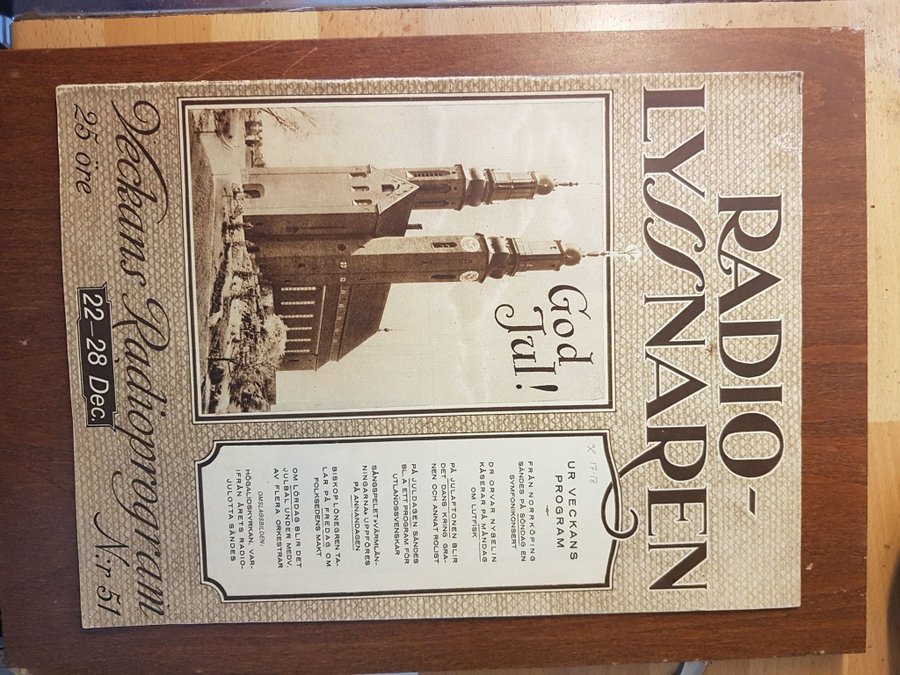 RADIO-
LYSSNAREN
God
Jul!
UR VECKANS
PROGRAM
FRÅN NORRKÖPING
SÄNDES PÅ SÖNDAG EN
SYMFONIKONSERT
DR ORVAR NYBELIN
KÅSERAR PÅ MÅNDAG
OM LUTFISK
PÅ JULAFTONEN BLIR
DET DANS KRING GRA-
NEN OCH ANNAT ROLIGT
PÅ JULDAGEN SÄNDES
BL. A ETT PROGRAM FÖR
UTLANDSSVENSKAR
SÅNGSPELET »VÄRMLÄN-
NINGARNA» UPPFÖRES
PÅ ANNANDAGEN
BISKOP LÖNEGREN TA-
LAR PÅ FREDAG OM
FOLKSEDENS MAKT
OM LÖRDAG BLIR DET
JULBAL UNDER MEDV.
AV FLERA ORKESTRAR
OMSLAGSBILDEN:
HÖGALIDSKYRKAN, VAR-
IFRÅN ÅRETS RADIO-
JULOTTA SÄNDES
Veckans Radioprogram
25 öre
22-28 Dec.
Nr 51